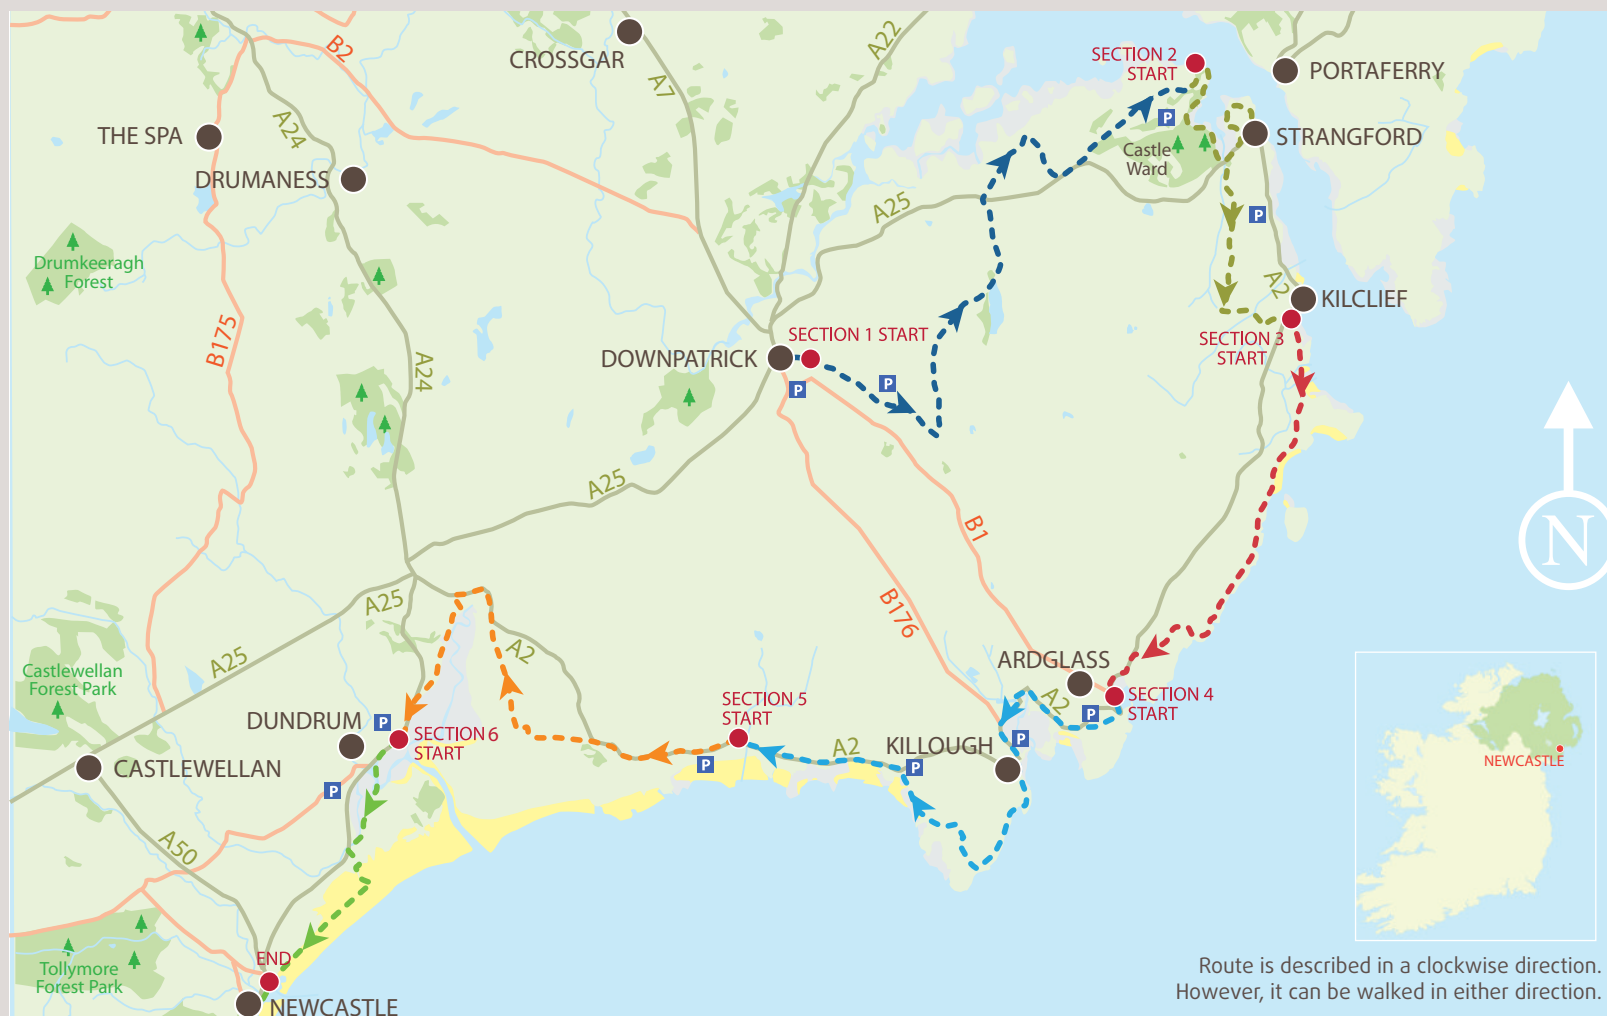 CROSSGAR
A22
B2
A7
SECTION 2
START
PORTAFERRY
THE SPA
A24
P
STRANGFORD
Castle
Ward
DRUMANESS
A25
P
Drumkeeragh
Forest
A2
KILCLIEF
B175
SECTION 1 START
SECTION 3
START
DOWNPATRICK
A24
P
P
A25
B1
N
A25
B176
A2
A25
ARDGLASS
Castlewellan
Forest Park
SECTION 5
START
A2
SECTION 4
START
P
DUNDRUM
P
SECTION 6
START
P
A2
KILLOUGH
CASTLEWELLAN
P
P
P
NEWCASTLE
A50
END
Tollymore
Forest Park
NEWCASTLE
Route is described in a clockwise direction.
However, it can be walked in either direction.